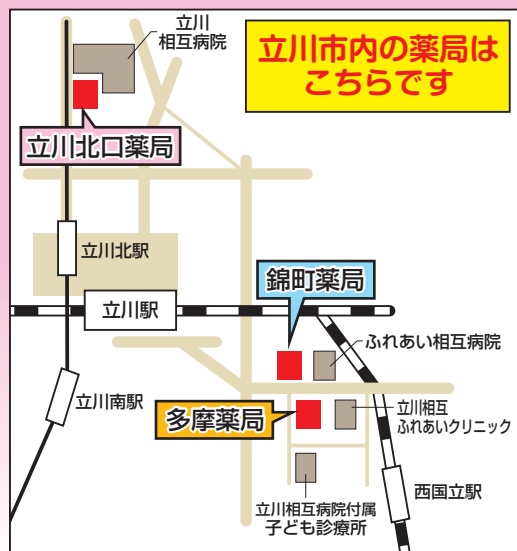 立川
相互病院
立川市内の薬局は
こちらです
立川北口薬局
立川北駅
錦町薬局
立川駅
ふれあい相互病院
立川南駅
多摩薬局
立川相互
ふれあいクリニック
西国立駅
立川相互病院付属
子ども診療所